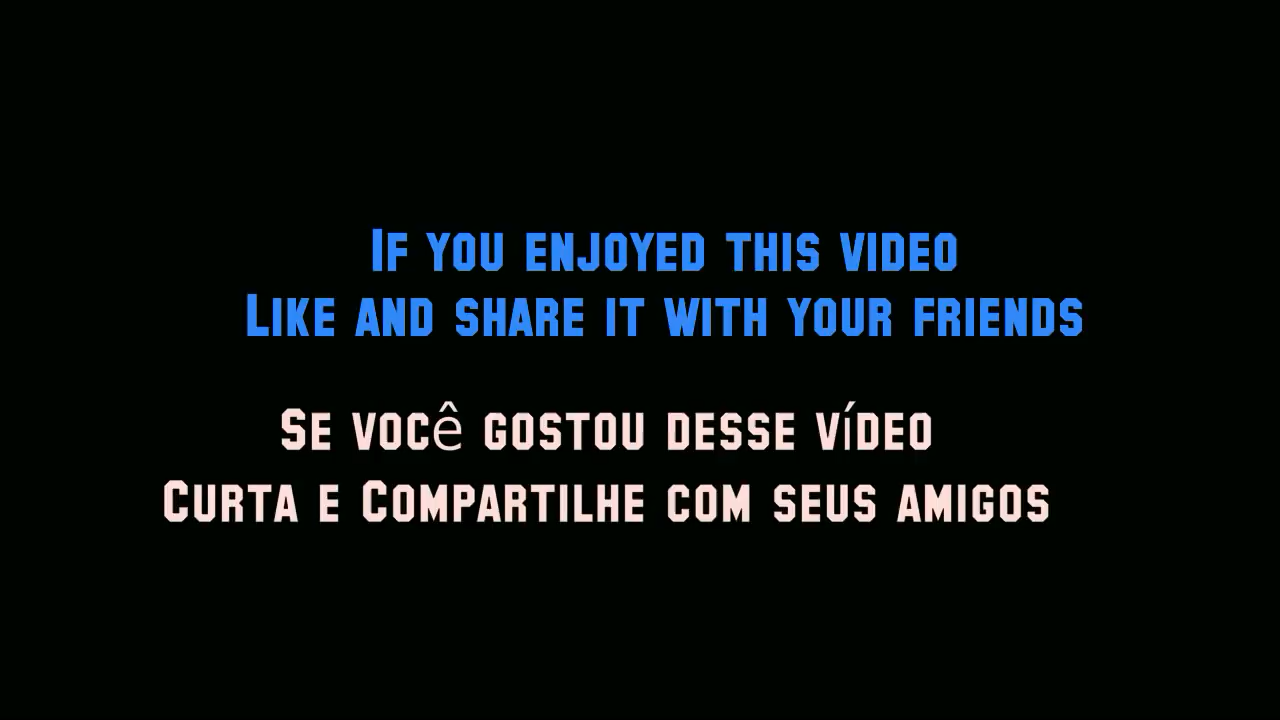 If you enjoyed this video
Like and share it with your friends
Se você gostou desse vídeo
Curta e Compartilhe com seus amigos